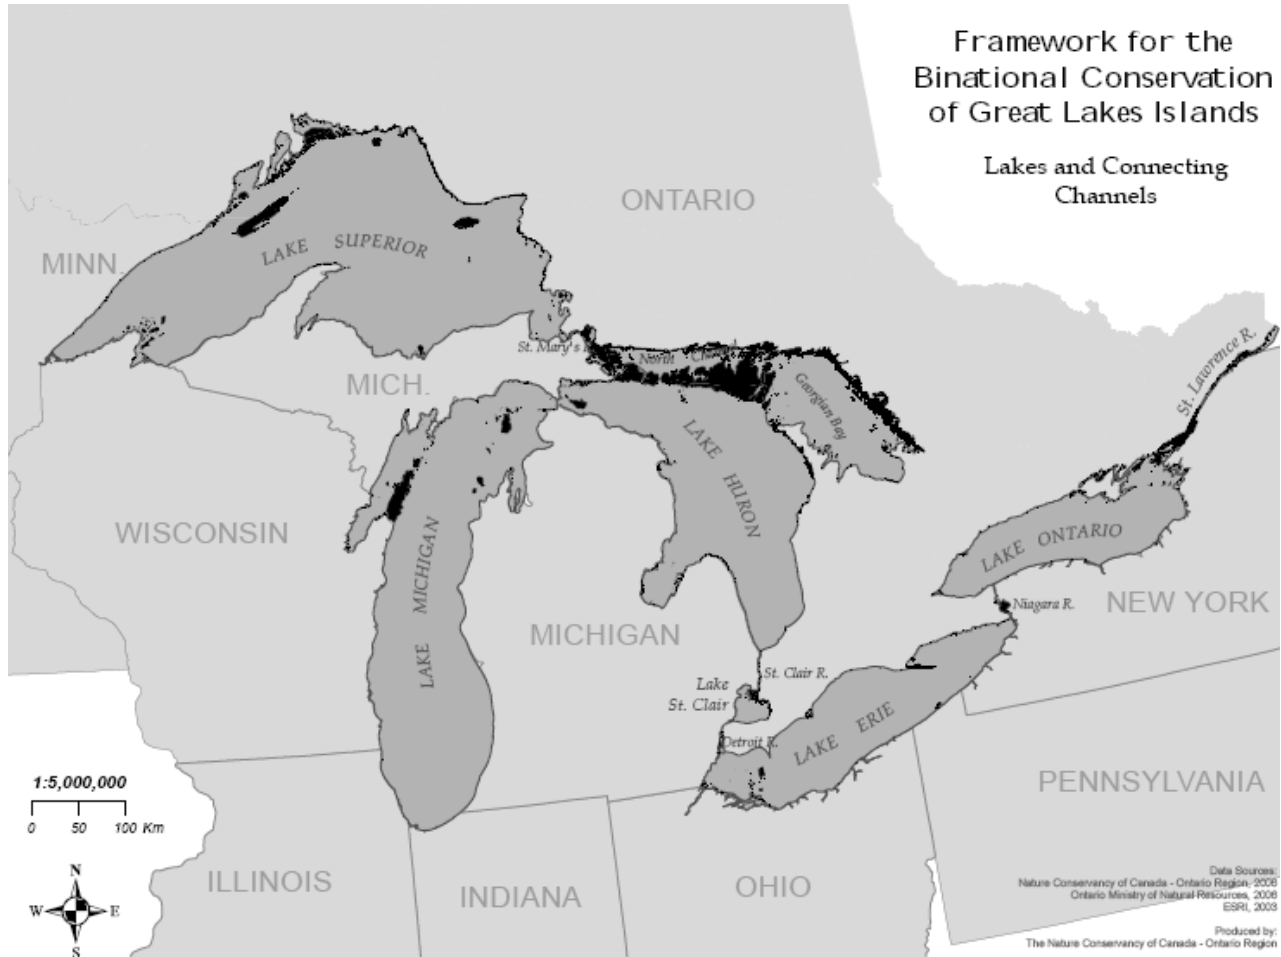 Framework for the
Binational Conservation
of Great Lakes Islands
Lakes and Connecting
Channels
ONTARIO
MINN.
LAKE SUPERIOR
St. Mary's
North
MICH.
Georgian Bay
St. Lawrence R.
LAKE HURON
WISCONSIN
LAKE MICHIGAN
LAKE ONTARIO
Niagara R.
NEW YORK
MICHIGAN
St. Clair R.
Lake
St. Clair
Detroit R.
LAKE ERIE
PENNSYLVANIA
1:5,000,000
0 50 100 Km
N
W E
S
ILLINOIS
INDIANA
OHIO
Data Sources:
Nature Conservancy of Canada - Ontario Region, 2006
Ontario Ministry of Natural Resources, 2006
ESRI, 2003
Produced by:
The Nature Conservancy of Canada - Ontario Region